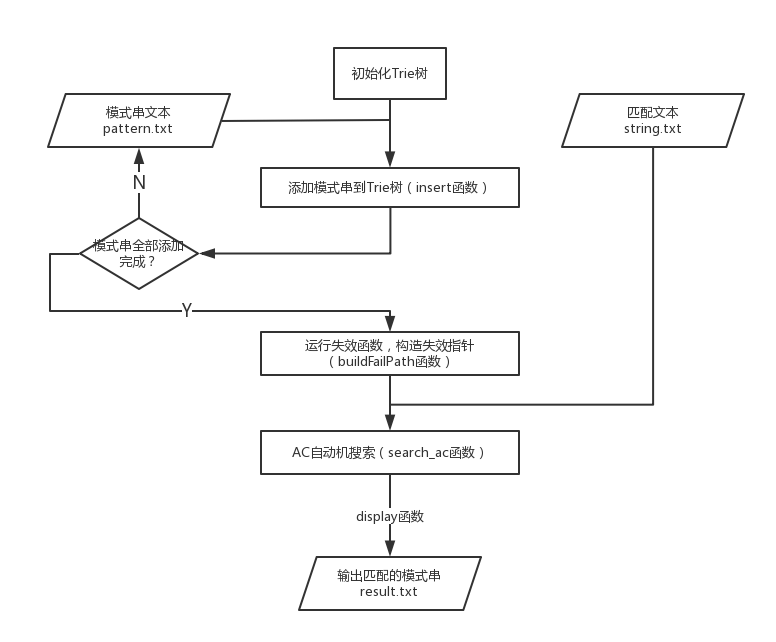 初始化Trie树
模式串文本
pattern.txt
匹配文本
string.txt
N
添加模式串到Trie树（insert函数）
模式串全部添加
完成？
Y
运行失效函数，构造失效指针
（buildFailPath函数）
AC自动机搜索（search_ac函数）
display函数
输出匹配的模式串
result.txt